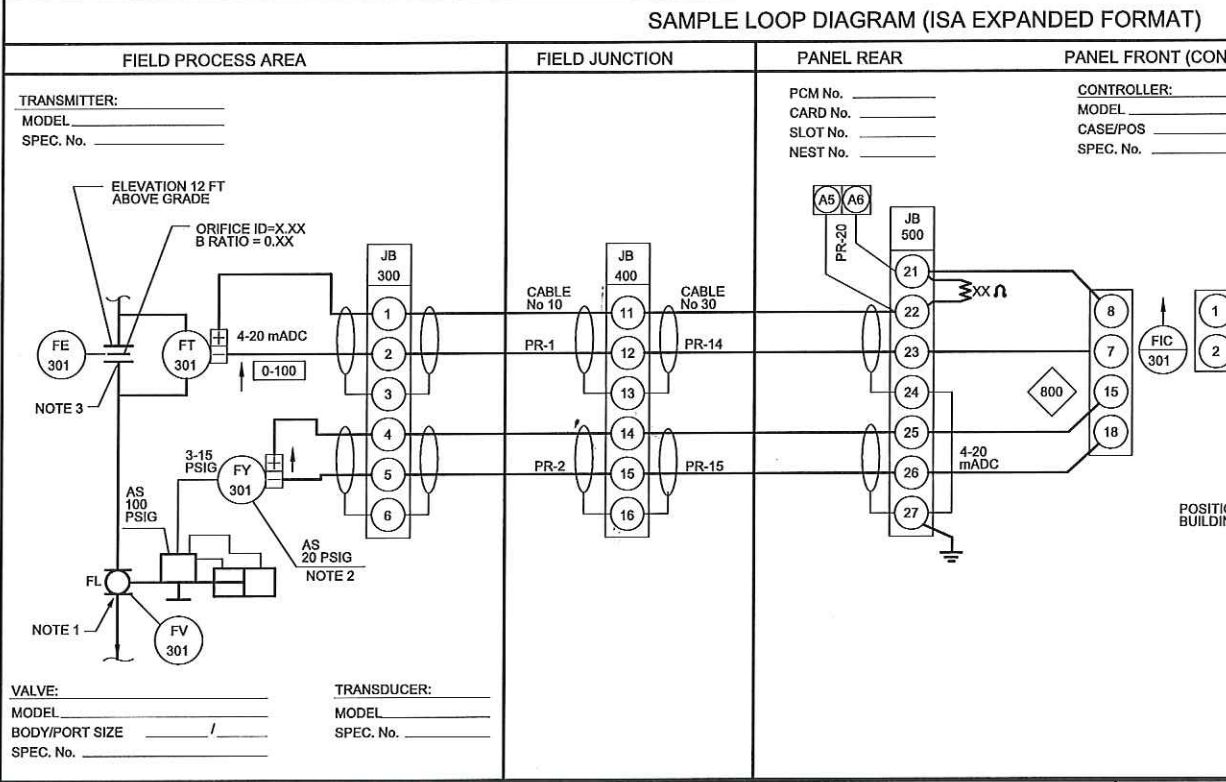 SAMPLE LOOP DIAGRAM (ISA EXPANDED FORMAT)
FIELD PROCESS AREA
FIELD JUNCTION
PANEL REAR
PANEL FRONT (CON
TRANSMITTER:
MODEL
SPEC. No.
PCM No.
CARD No.
SLOT No.
NEST No.
CONTROLLER:
MODEL
CASE/POS
SPEC. No.
ELEVATION 12 FT
ABOVE GRADE
ORIFICE ID=X.XX
B RATIO = 0.XX
FE
301
FT
301
+
−
4-20 mADC
0-100
NOTE 3
JB
300
1
2
3
4
5
6
3-15
PSIG
FY
301
+
−
AS
100
PSIG
AS
20 PSIG
NOTE 2
FL
NOTE 1
FV
301
CABLE
No 10
PR-1
PR-2
JB
400
11
12
13
14
15
16
CABLE
No 30
PR-14
PR-15
A5
A6
PR-20
JB
500
21
22
23
24
25
26
27
XX Ω
4-20
mADC
800
8
7
15
18
FIC
301
1
2
POSITIO
BUILDIN
VALVE:
MODEL
BODY/PORT SIZE /
SPEC. No.
TRANSDUCER:
MODEL
SPEC. No.